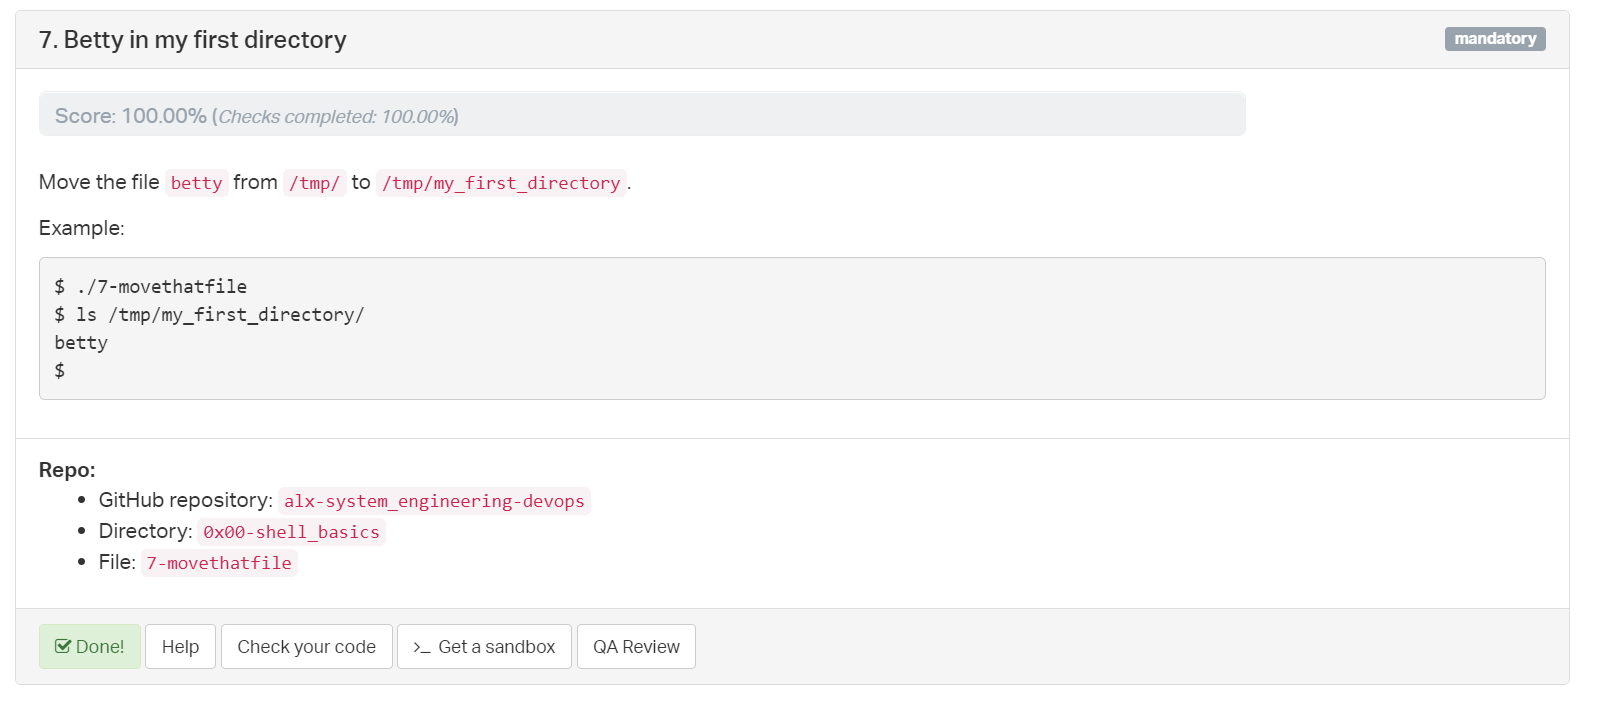 7. Betty in my first directory
mandatory
Score: 100.00% (Checks completed: 100.00%)
Move the file betty from /tmp/ to /tmp/my_first_directory.
Example:
$ ./7-movethatfile
$ ls /tmp/my_first_directory/
betty
$
Repo:
• GitHub repository: alx-system_engineering-devops
• Directory: 0x00-shell_basics
• File: 7-movethatfile
Done! Help Check your code >_ Get a sandbox QA Review